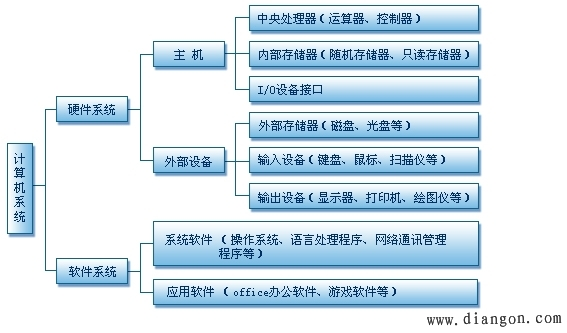 中央处理器（运算器、控制器）
主 机
内部存储器（随机存储器、只读存储器）
I/O设备接口
硬件系统
外部存储器（磁盘、光盘等）
外部设备
输入设备（键盘、鼠标、扫描仪等）
输出设备（显示器、打印机、绘图仪等）
计算机系统
系统软件 （操作系统、语言处理程序、网络通讯管理
程序等）
软件系统
应用软件 （office办公软件、游戏软件等）
www.diangon.com